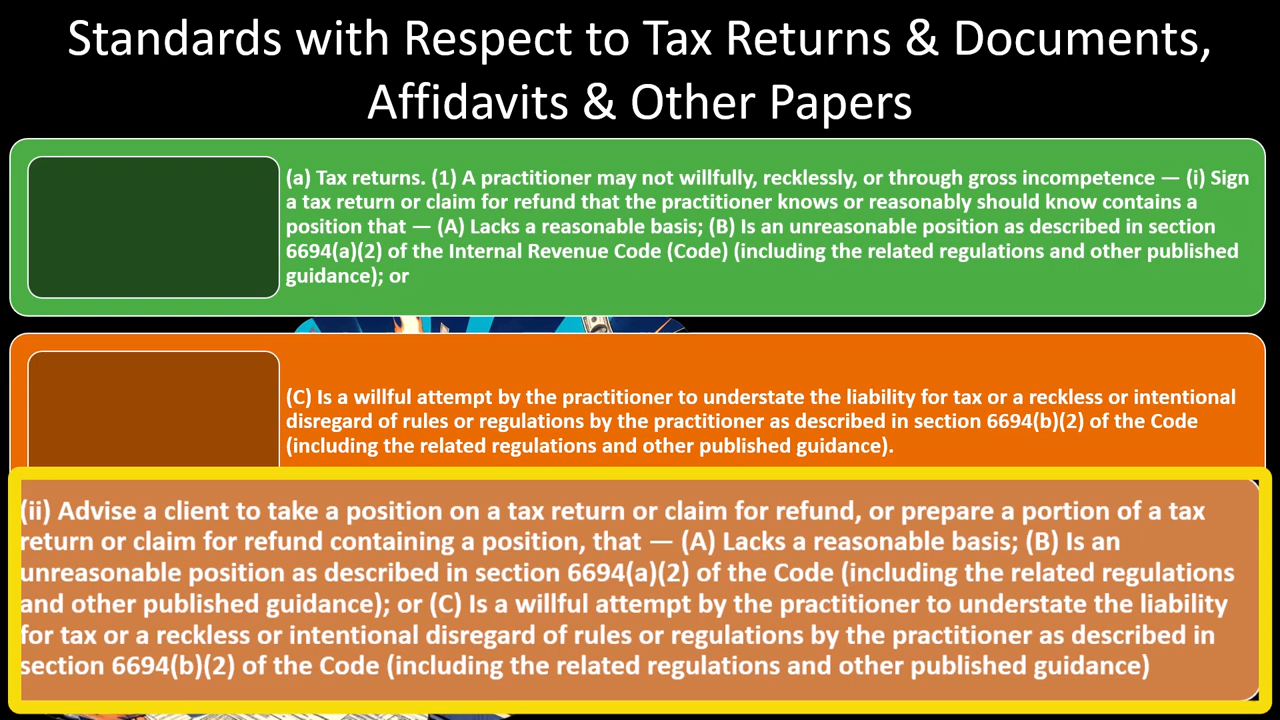 Standards with Respect to Tax Returns & Documents,
Affidavits & Other Papers
(a) Tax returns. (1) A practitioner may not willfully, recklessly, or through gross incompetence — (i) Sign
a tax return or claim for refund that the practitioner knows or reasonably should know contains a
position that — (A) Lacks a reasonable basis; (B) Is an unreasonable position as described in section
6694(a)(2) of the Internal Revenue Code (Code) (including the related regulations and other published
guidance); or
(C) Is a willful attempt by the practitioner to understate the liability for tax or a reckless or intentional
disregard of rules or regulations by the practitioner as described in section 6694(b)(2) of the Code
(including the related regulations and other published guidance).
(ii) Advise a client to take a position on a tax return or claim for refund, or prepare a portion of a tax
return or claim for refund containing a position, that — (A) Lacks a reasonable basis; (B) Is an
unreasonable position as described in section 6694(a)(2) of the Code (including the related regulations
and other published guidance); or (C) Is a willful attempt by the practitioner to understate the liability
for tax or a reckless or intentional disregard of rules or regulations by the practitioner as described in
section 6694(b)(2) of the Code (including the related regulations and other published guidance)